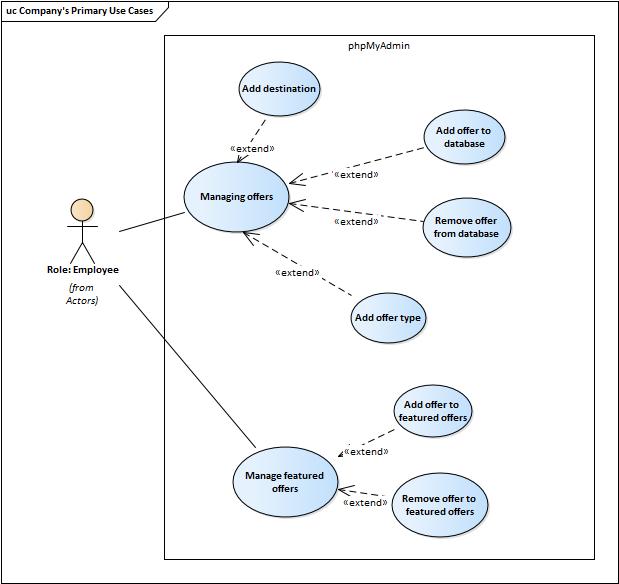 uc Company's Primary Use Cases
phpMyAdmin
Add destination
«extend»
Add offer to
database
«extend»
Managing offers
Remove offer
from database
«extend»
Role: Employee
(from
Actors)
«extend»
Add offer type
Add offer to
featured offers
«extend»
Manage featured
offers
Remove offer to
featured offers
«extend»